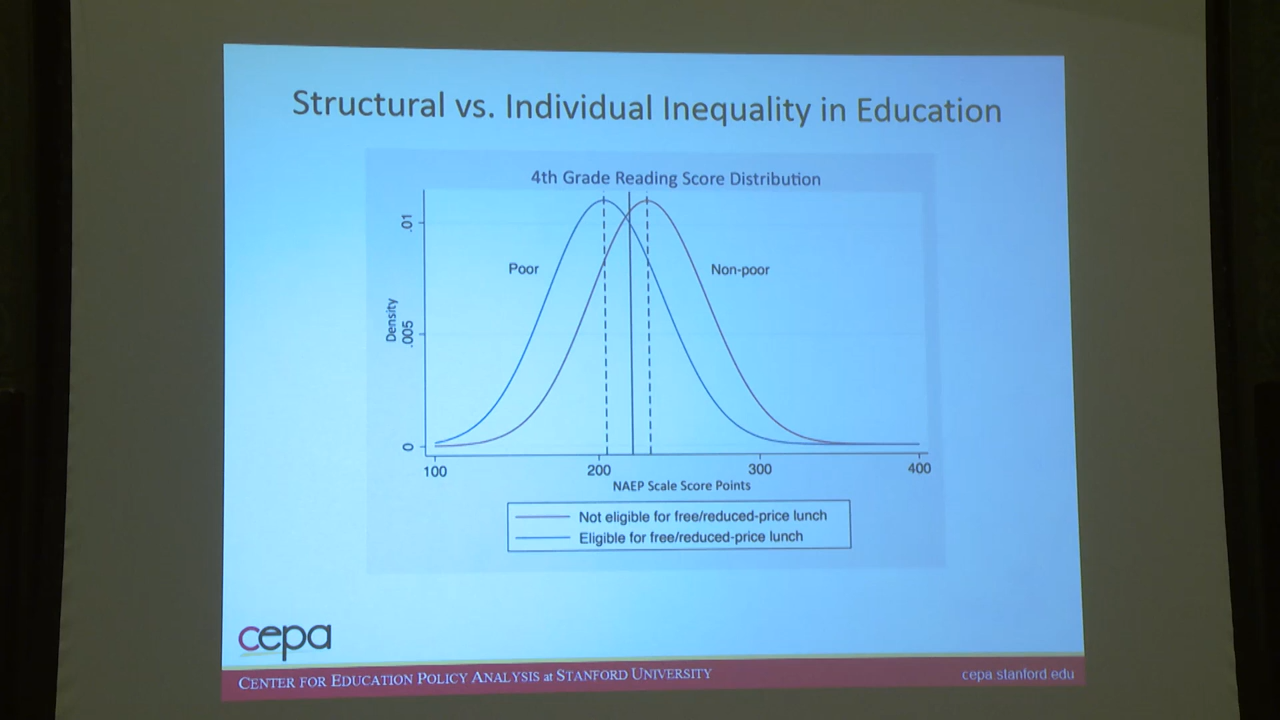 Structural vs. Individual Inequality in Education
4th Grade Reading Score Distribution
.01
Poor
Non-poor
Density
.005
0
100 200 300 400
NAEP Scale Score Points
Not eligible for free/reduced-price lunch
Eligible for free/reduced-price lunch
cepa
CENTER FOR EDUCATION POLICY ANALYSIS at STANFORD UNIVERSITY
cepa stanford edu